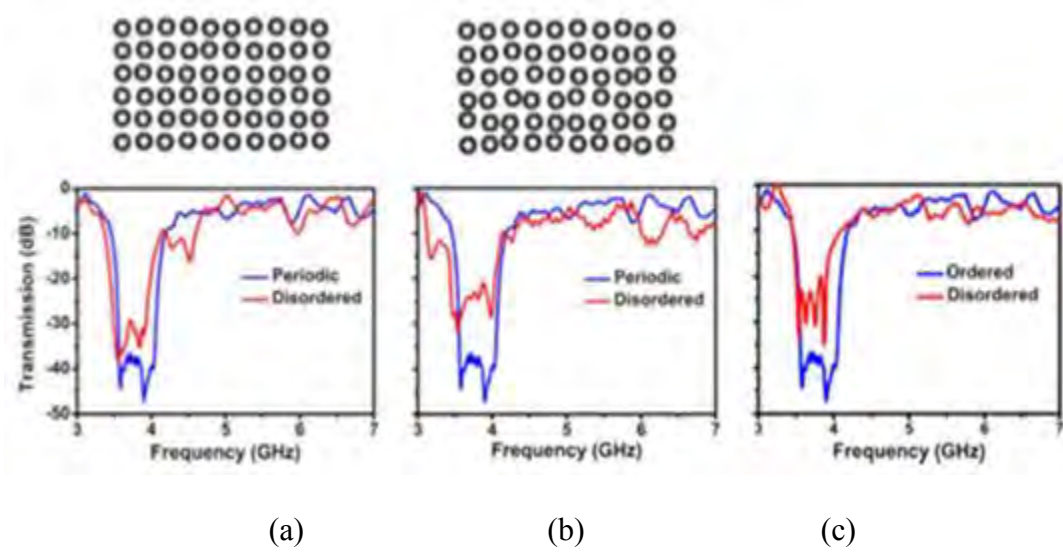 0
-10
-20
-30
-40
-50
Transmission (dB)
Periodic
Disordered
3 4 5 6 7
Frequency (GHz)
Periodic
Disordered
3 4 5 6 7
Frequency (GHz)
Ordered
Disordered
3 4 5 6 7
Frequency (GHz)
(a) (b) (c)